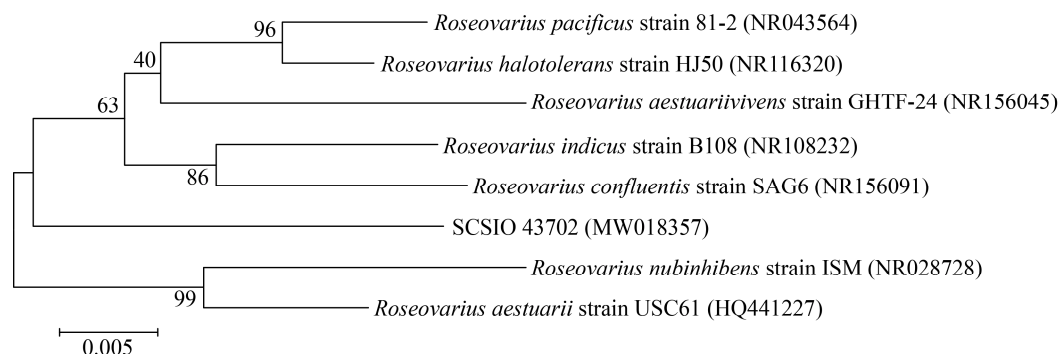 96
Roseovarius pacificus strain 81-2 (NR043564)
Roseovarius halotolerans strain HJ50 (NR116320)
40
Roseovarius aestuariivivens strain GHTF-24 (NR156045)
63
Roseovarius indicus strain B108 (NR108232)
86
Roseovarius confluentis strain SAG6 (NR156091)
SCSIO 43702 (MW018357)
Roseovarius nubinhibens strain ISM (NR028728)
99
Roseovarius aestuarii strain USC61 (HQ441227)
0.005